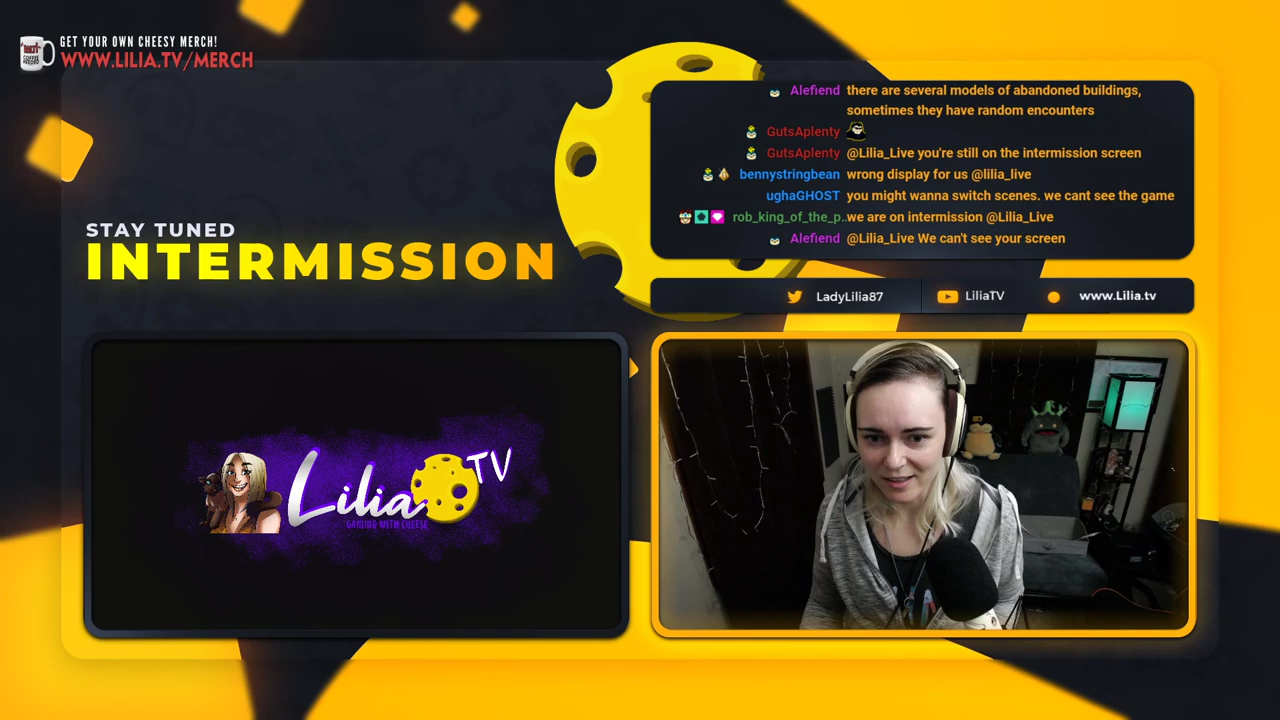 GET YOUR OWN CHEESY MERCH!
WWW.LILIA.TV/MERCH
Alefiend there are several models of abandoned buildings,
sometimes they have random encounters
GutsAplenty
GutsAplenty @Lilia_Live you're still on the intermission screen
bennystringbean wrong display for us @lilia_live
ughaGHOST you might wanna switch scenes. we cant see the game
rob_king_of_the_p.. we are on intermission @Lilia_Live
Alefiend @Lilia_Live We can't see your screen
STAY TUNED
INTERMISSION
LadyLilia87 LiliaTV www.Lilia.tv
Lilia TV
GAMING WITH CHEESE